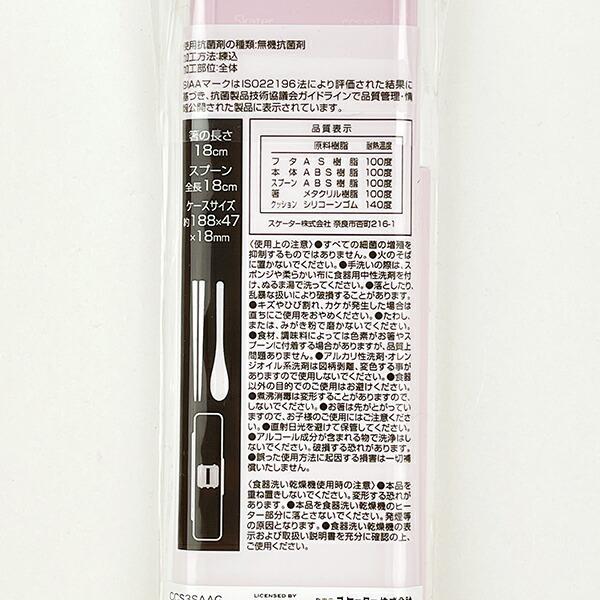 Skater
使用抗菌剤の種類:無機抗菌剤
加工方法:練込
加工部位:全体
SIAAマークはISO22196法により評価された結果に
基づき、抗菌製品技術協議会ガイドラインで品質管理・情
報公開された製品に表示されています。
箸の長さ
18cm
スプーン
全長18cm
ケースサイズ
約188×47
×18mm
品質表示
原料樹脂 耐熱温度
フタ AS樹脂 100度
本体 ABS樹脂 100度
スプーン ABS樹脂 100度
箸 メタクリル樹脂 100度
クッション シリコーンゴム 140度
スケーター株式会社 奈良市杏町216-1
〈使用上の注意〉●すべての細菌の増殖を
抑制するものではありません。●火のそば
に置かないでください。●手洗いの際は、ス
ポンジや柔らかい布に食器用中性洗剤を付
け、ぬるま湯で洗ってください。●落としたり、
乱暴な扱いにより破損することがあります。
●キズやひび割れ、カケが発生した場合は
直ちにご使用をおやめください。●たわし、
または、みがき粉で磨かないでください。
●食材、調味料によっては色素がお箸やス
プーンに付着する場合がありますが、品質上
問題ありません。●アルカリ性洗剤・オレン
ジオイル系洗剤は図柄剥離、変色する事が
ありますので使用しないでください。●食器
以外の目的でのご使用はお避けください。
●煮沸消毒は変形することがありますので、
しないでください。●お箸は先がとがってい
ますので、お子様のご使用にはご注意くださ
い。●直射日光を避けて保管してください。
●アルコール成分が含まれる物で洗浄はし
ないでください。破損する恐れがあります。
●誤った使用方法に起因する損害は一切補
償いたしません。
〈食器洗い乾燥機使用時の注意〉●本品を
重ね置きしないでください。変形する恐れが
あります。●本品を食器洗い乾燥機のヒー
ター部分に落とさないでください。発煙等
の原因となります。●食器洗い乾燥機の表
示および取扱い説明書を充分に確認の上、
ご使用ください。
CCS3SAAG
LICENSED BY
スケーター株式会社